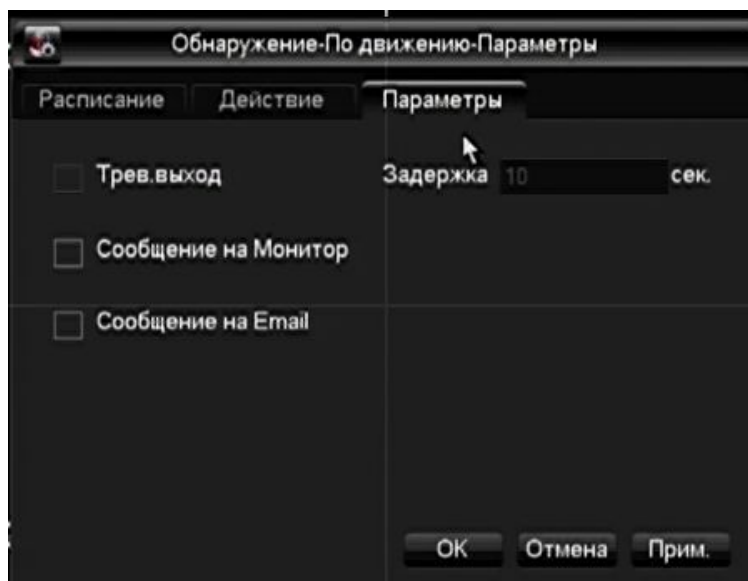 Обнаружение-По движению-Параметры
Расписание Действие Параметры
Трев.выход Задержка 10 сек.
Сообщение на Монитор
Сообщение на Email
OK Отмена Прим.